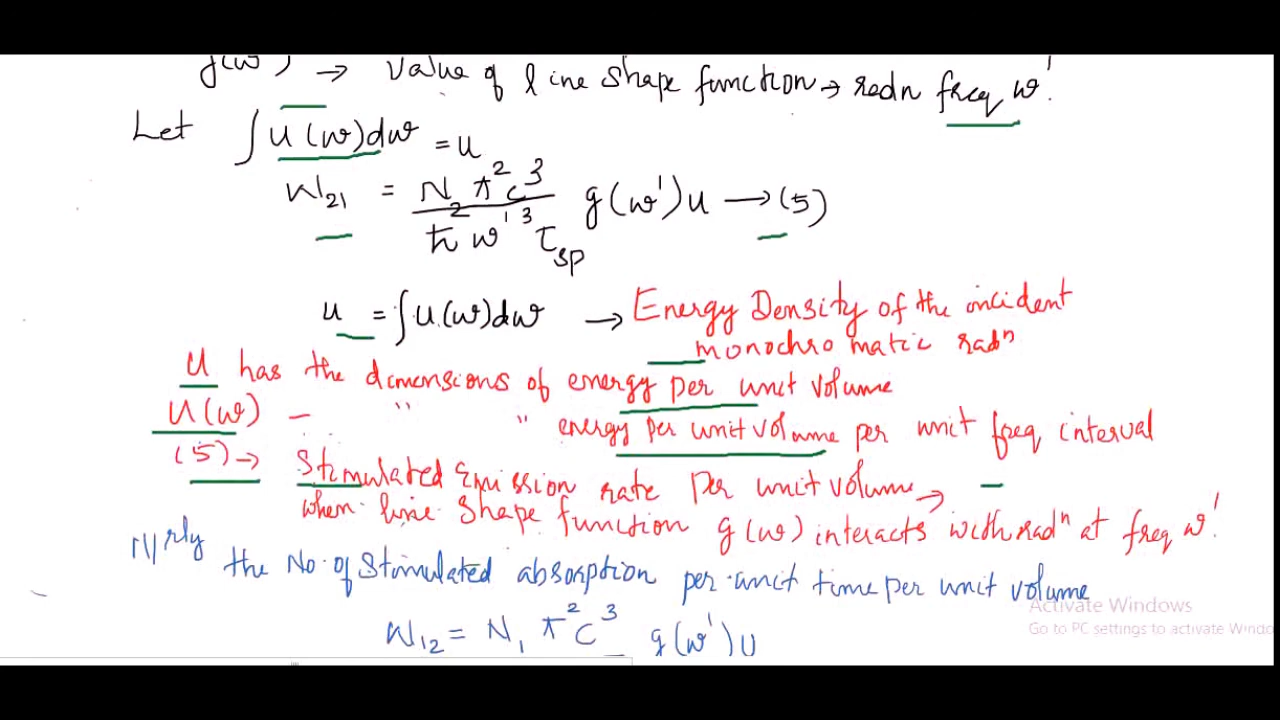 g(ω') → Value of line shape function → radn freq ω'.
Let ∫ u(ω)dω = u
W₂₁ = N₂ π² c³ / ħ ω'³ τsp g(ω')u → (5)
u = ∫ u(ω)dω → Energy Density of the incident
monochromatic radⁿ
u has the dimensions of energy per unit volume
u(ω) – " " energy per unit volume per unit freq interval
(5) → Stimulated Emission rate per unit volume →
when line shape function g(ω) interacts with radⁿ at freq ω'.
lllrly the No. of stimulated absorption per unit time per unit volume
W₁₂ = N₁ π² c³ g(ω')u
Activate Windows
Go to PC settings to activate Windo